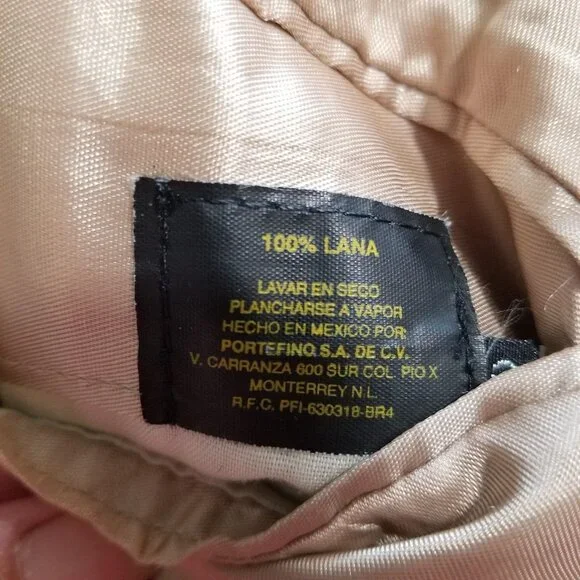 100% LANA
LAVAR EN SECO
PLANCHARSE A VAPOR
HECHO EN MEXICO POR:
PORTEFINO S.A. DE C.V.
V. CARRANZA 600 SUR COL. PIO X
MONTERREY N L.
R.F.C. PFI-630318-BR4